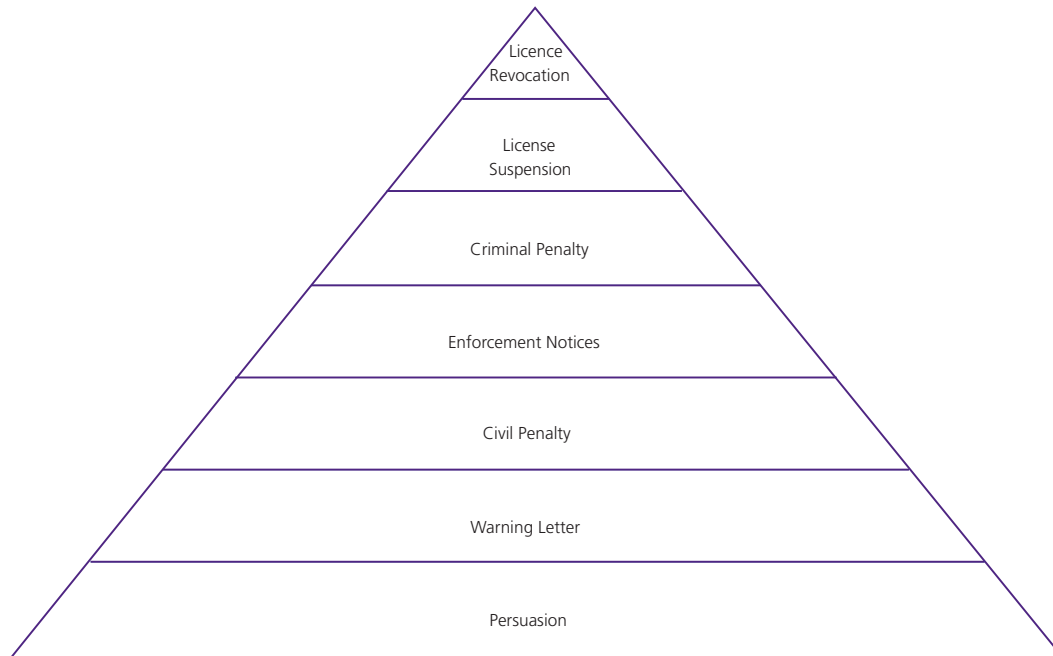 Licence
Revocation
License
Suspension
Criminal Penalty
Enforcement Notices
Civil Penalty
Warning Letter
Persuasion